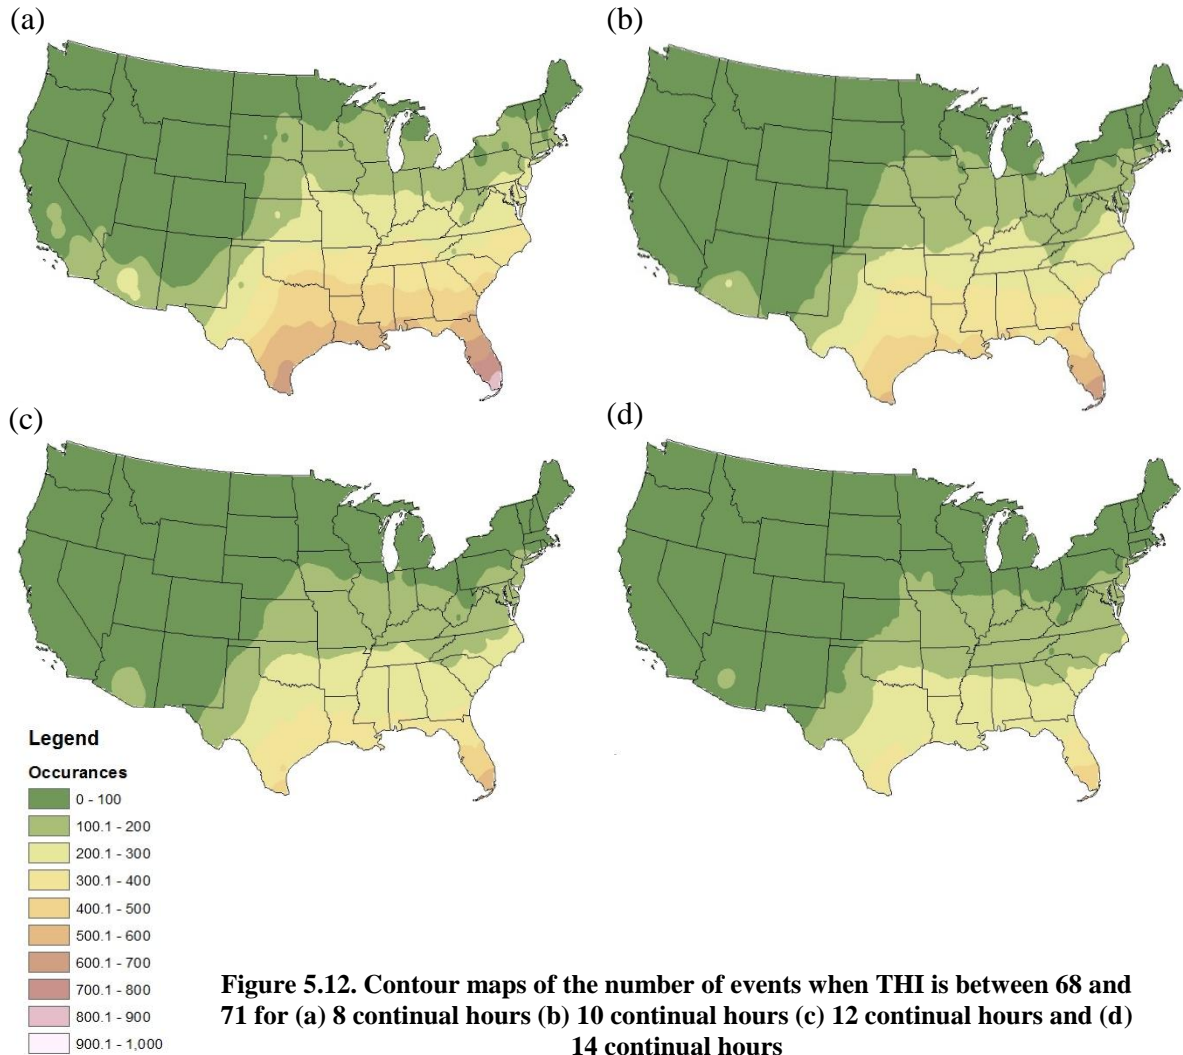 (a)
(b)
(c)
(d)
Legend
Occurances
0 - 100
100.1 - 200
200.1 - 300
300.1 - 400
400.1 - 500
500.1 - 600
600.1 - 700
700.1 - 800
800.1 - 900
900.1 - 1,000
Figure 5.12. Contour maps of the number of events when THI is between 68 and
71 for (a) 8 continual hours (b) 10 continual hours (c) 12 continual hours and (d)
14 continual hours